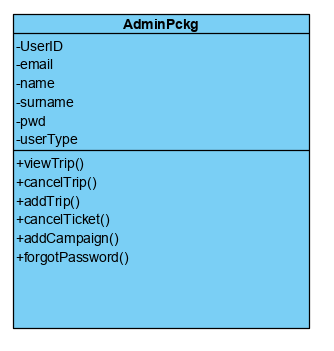 AdminPckg
-UserID
-email
-name
-surname
-pwd
-userType
+viewTrip()
+cancelTrip()
+addTrip()
+cancelTicket()
+addCampaign()
+forgotPassword()